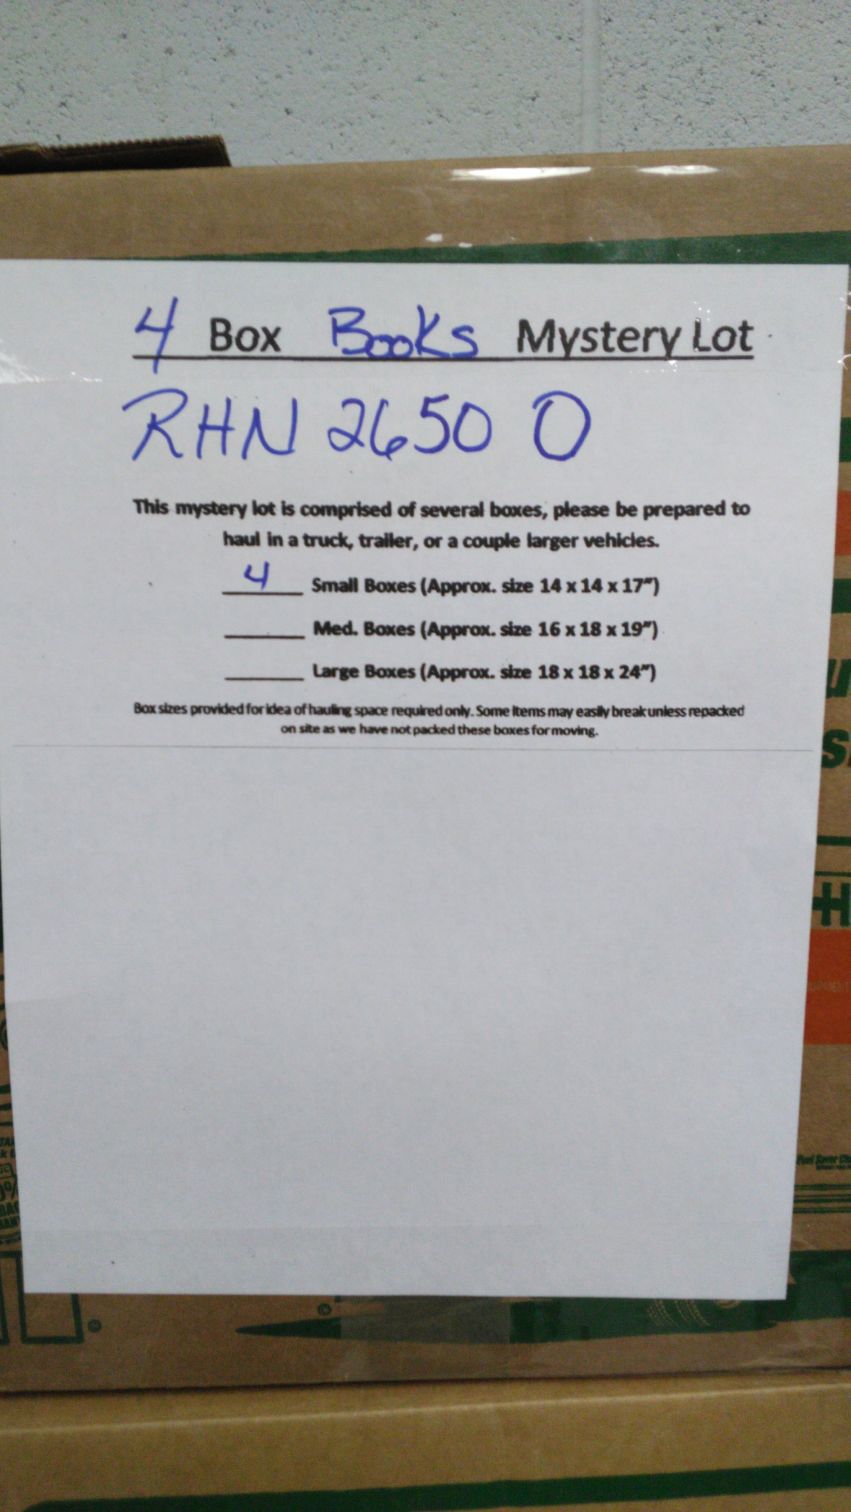 4 Box Books Mystery Lot
RHN 2650 O
This mystery lot is comprised of several boxes, please be prepared to
haul in a truck, trailer, or a couple larger vehicles.
4 Small Boxes (Approx. size 14 x 14 x 17")
Med. Boxes (Approx. size 16 x 18 x 19")
Large Boxes (Approx. size 18 x 18 x 24")
Box sizes provided for idea of hauling space required only. Some items may easily break unless repacked
on site as we have not packed these boxes for moving.